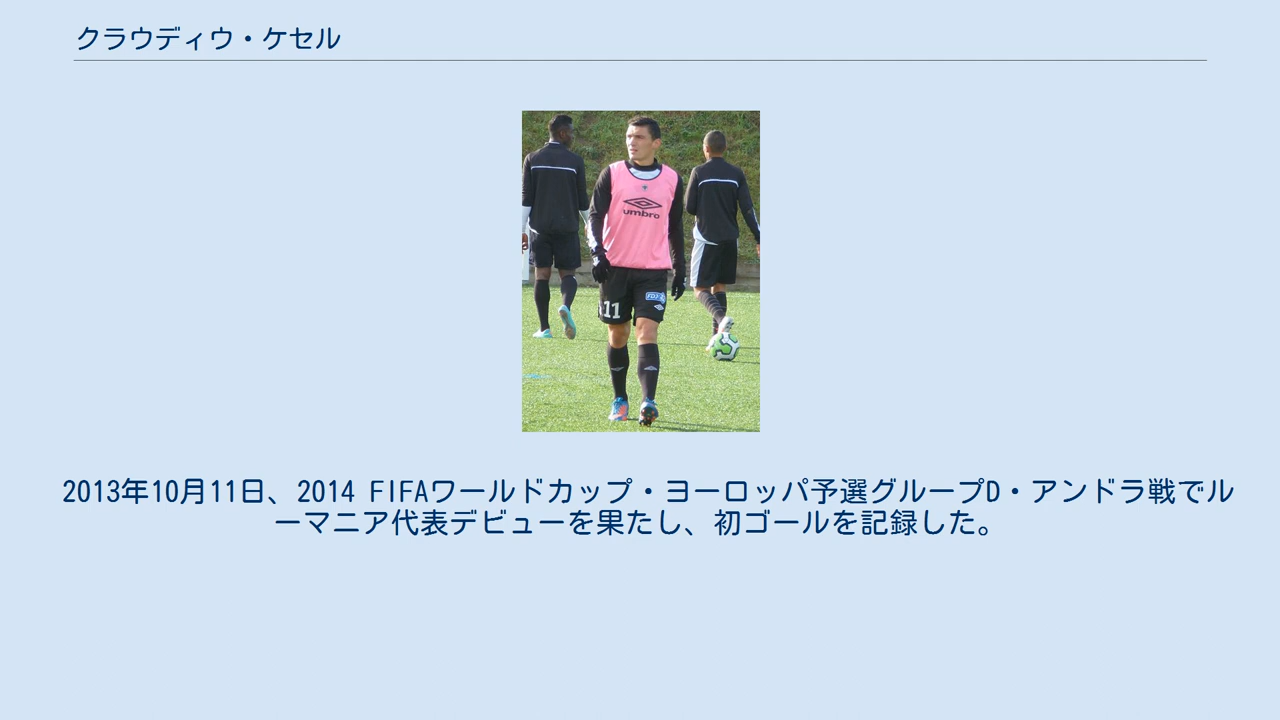 クラウディウ・ケセル
umbro
11
FDJ
2013年10月11日、2014 FIFAワールドカップ・ヨーロッパ予選グループD・アンドラ戦でル
ーマニア代表デビューを果たし、初ゴールを記録した。